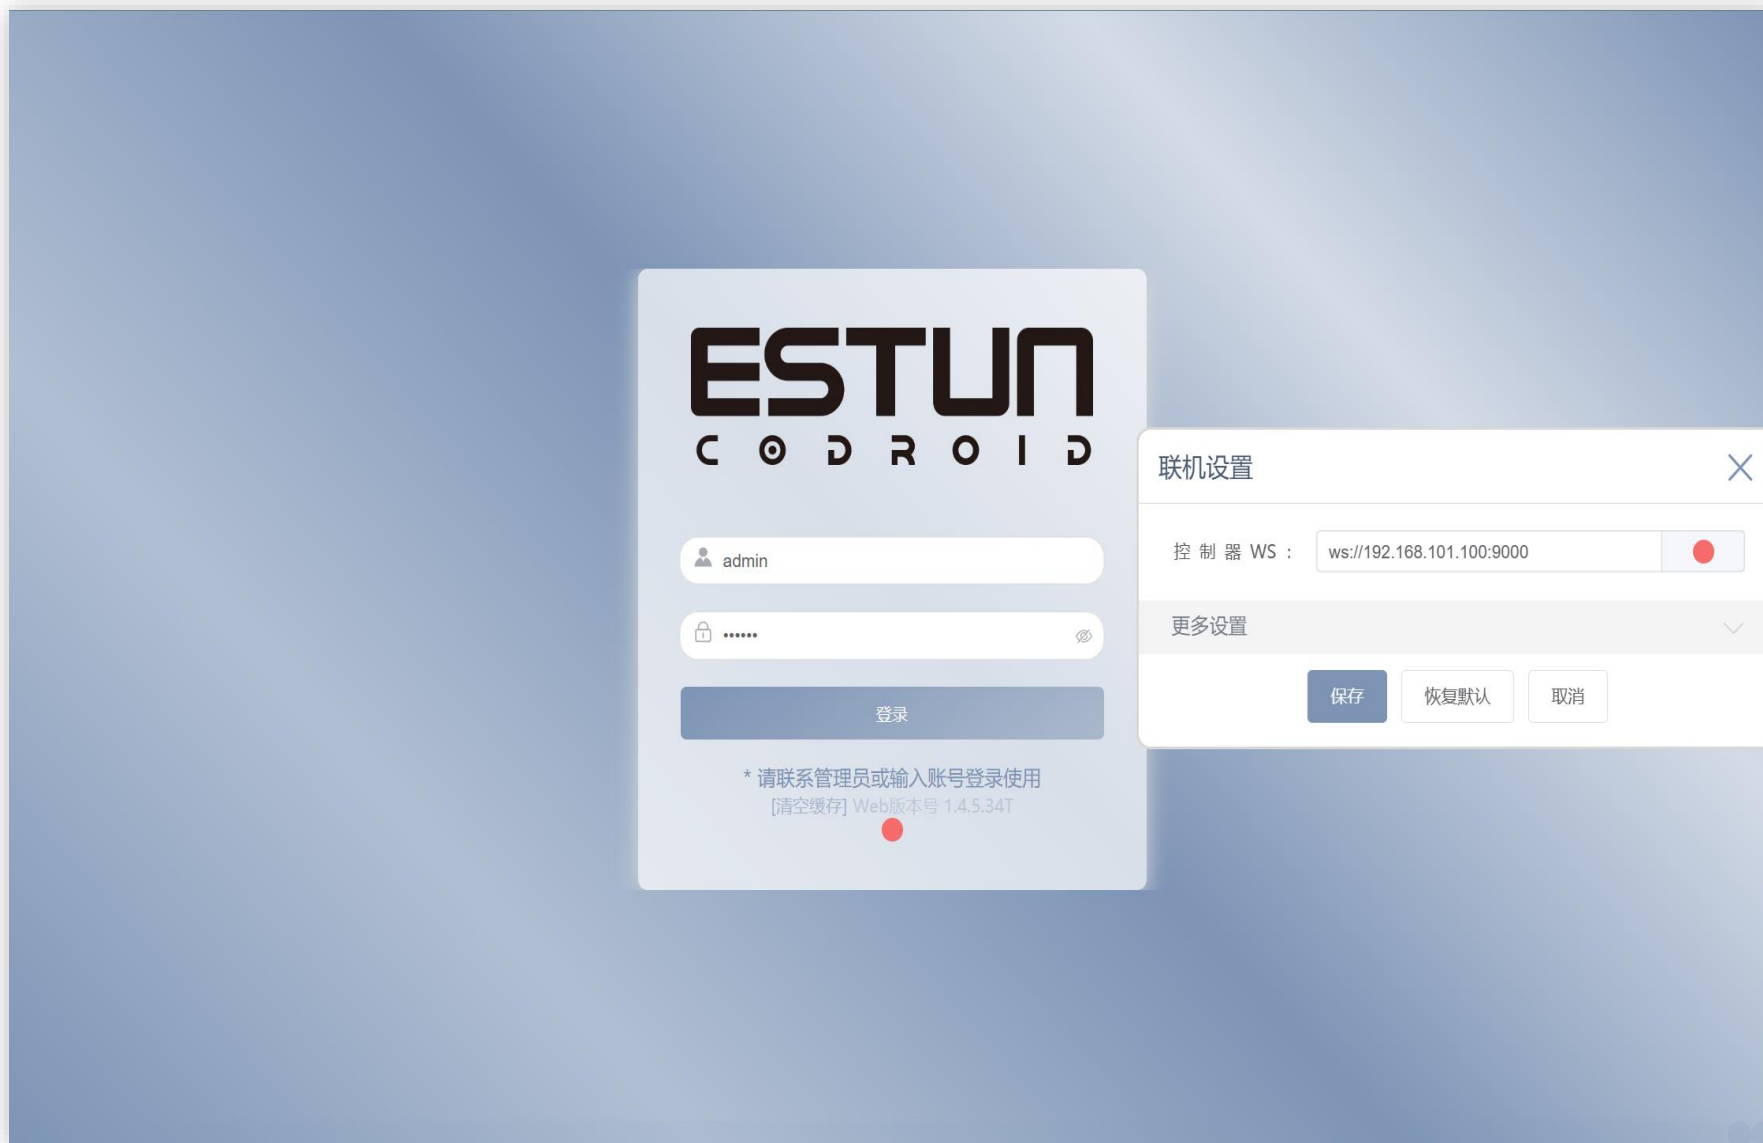 ESTUN
CODROID
admin
••••••
登录
* 请联系管理员或输入账号登录使用
[清空缓存] Web版本号 1.4.5.34T
联机设置
控制器WS：
ws://192.168.101.100:9000
更多设置
保存
恢复默认
取消